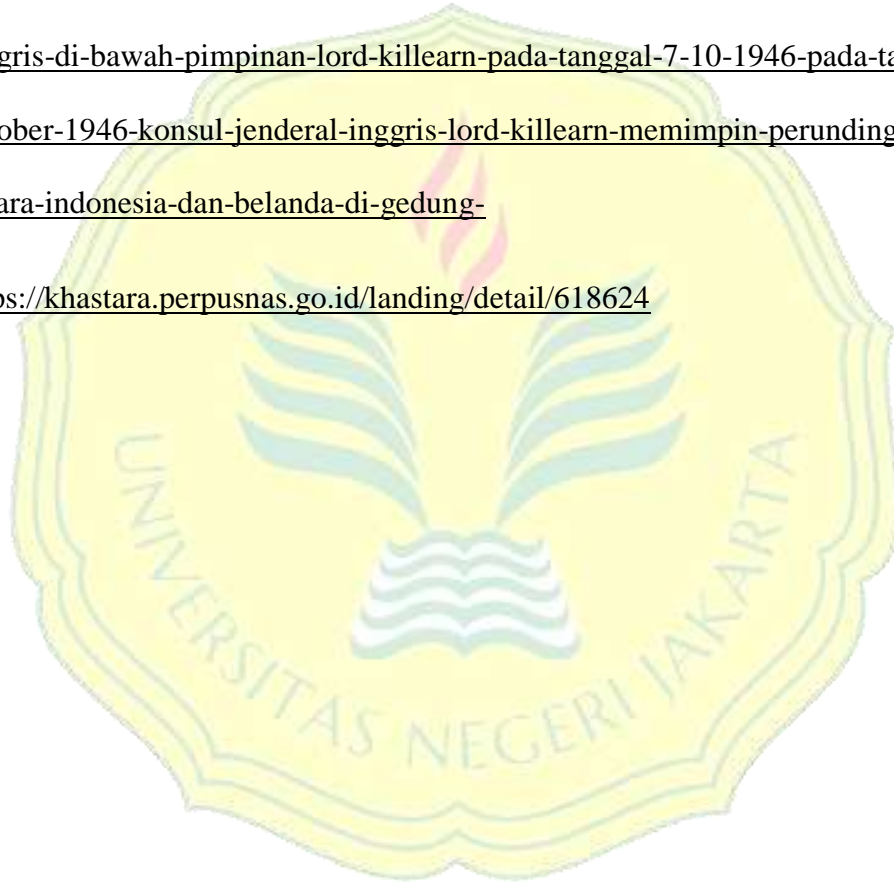 gris-di-bawah-pimpinan-lord-killearn-pada-tanggal-7-10-1946-pada-ta
ober-1946-konsul-jenderal-inggris-lord-killearn-memimpin-perunding
ara-indonesia-dan-belanda-di-gedung-
ps://khastara.perpusnas.go.id/landing/detail/618624
UNIVERSITAS NEGERI JAKARTA